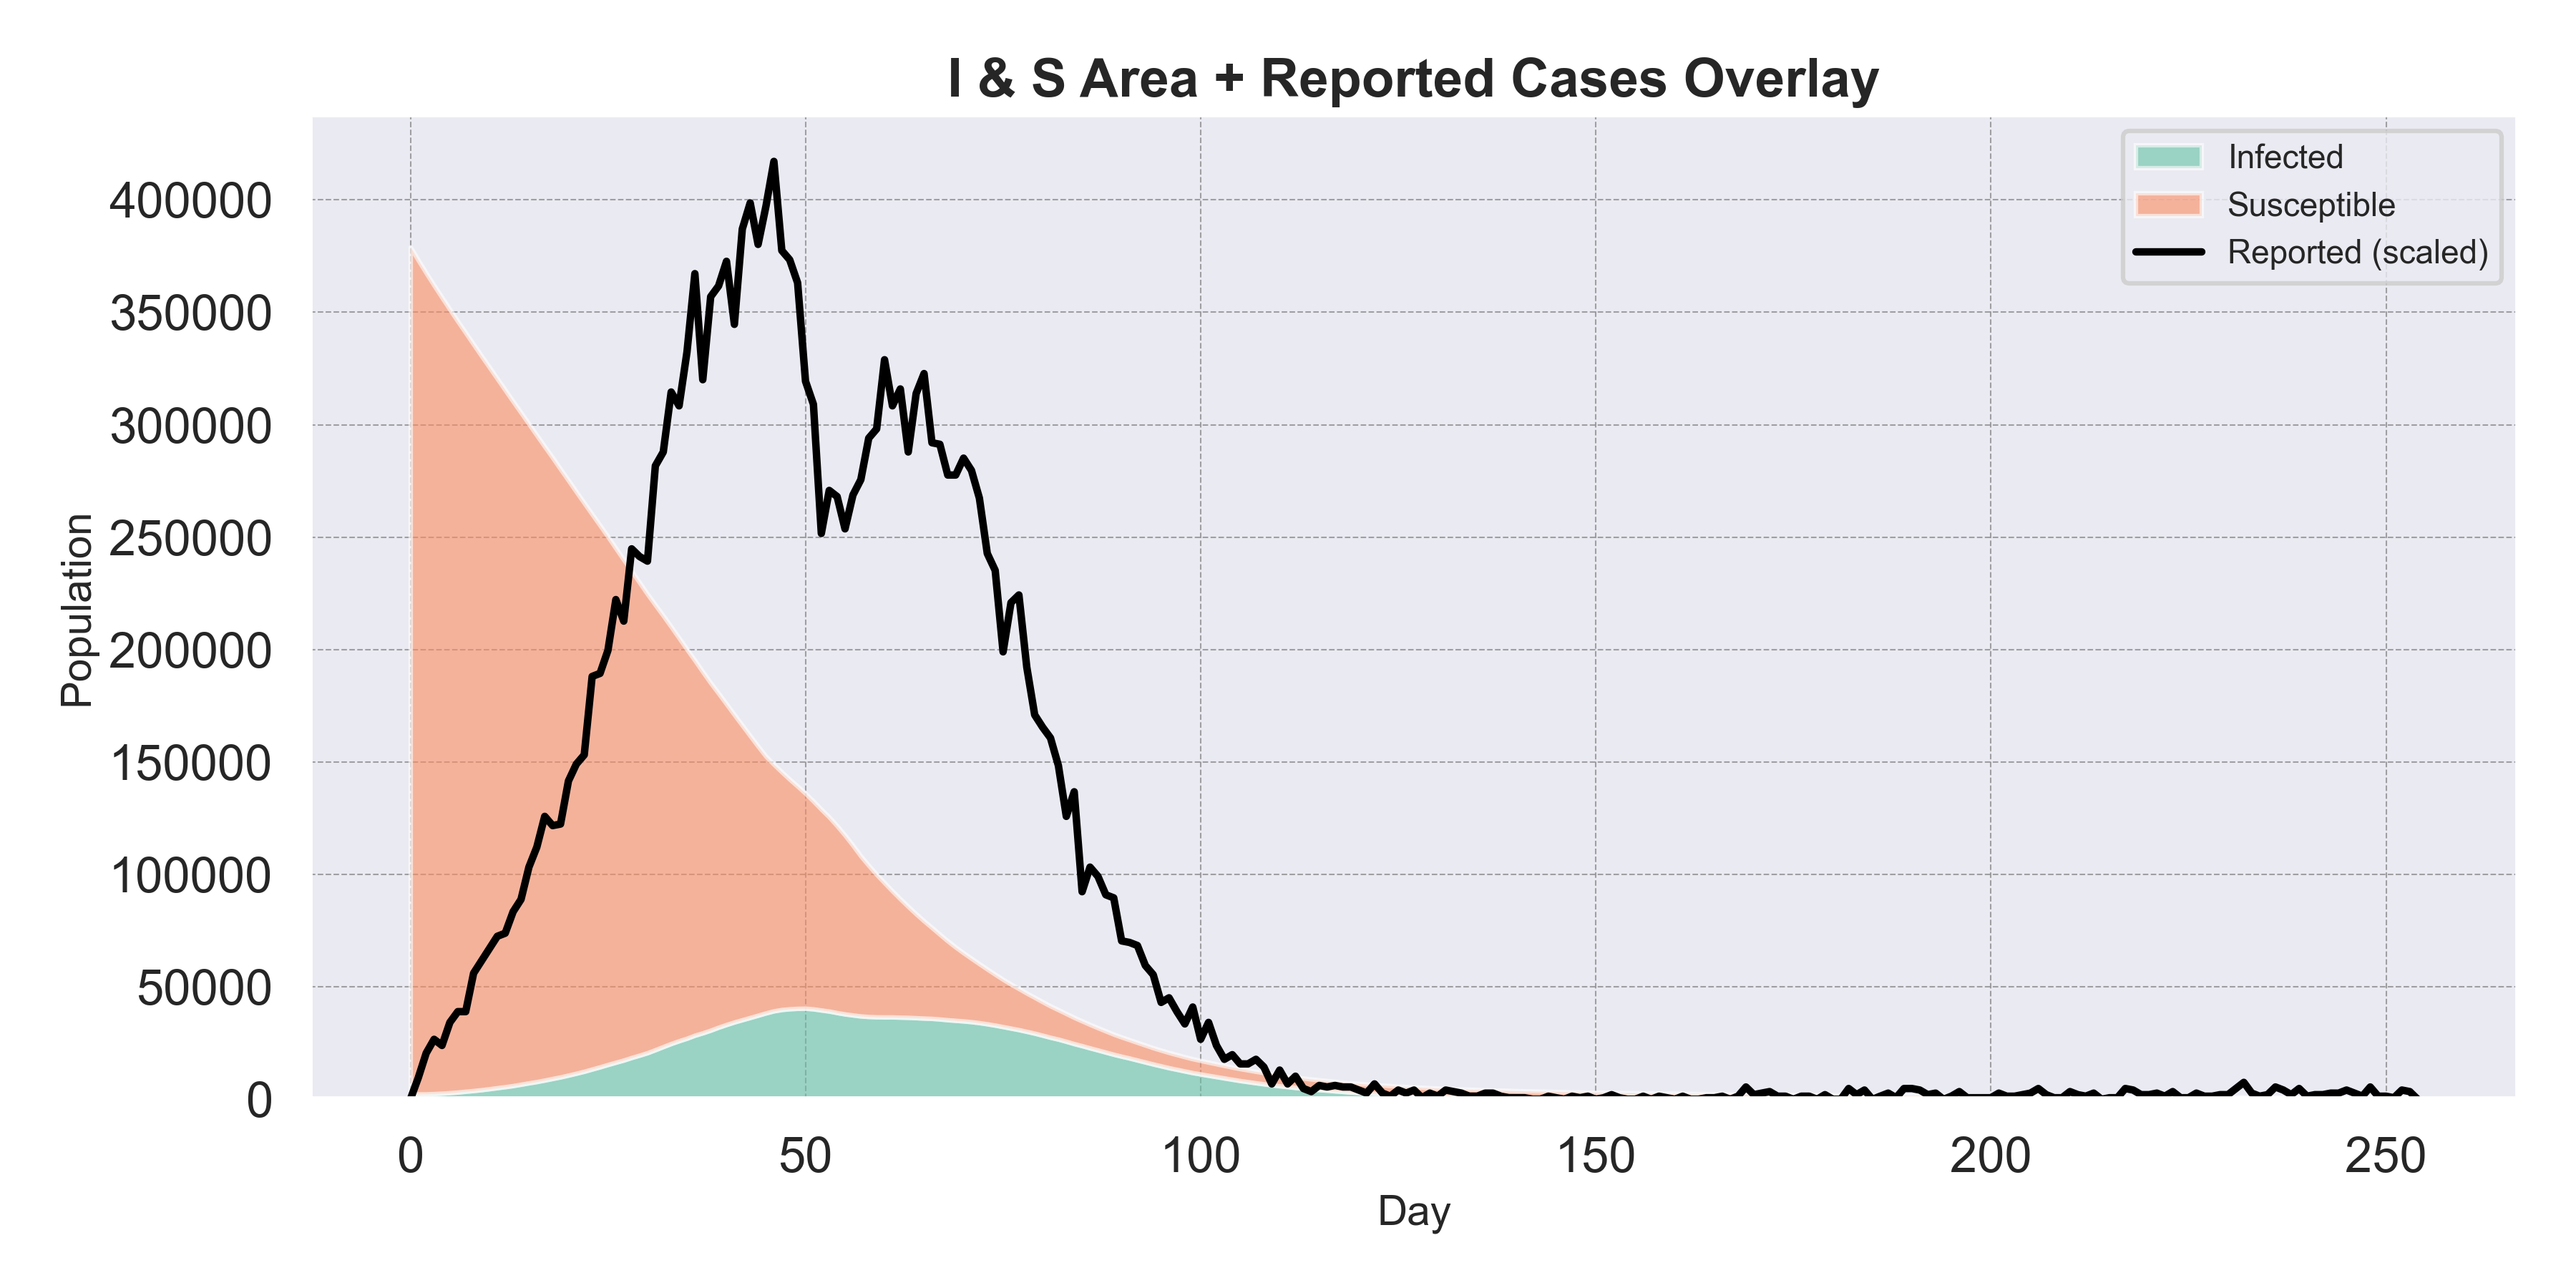 I & S Area + Reported Cases Overlay
Infected
Susceptible
Reported (scaled)
Population
400000
350000
300000
250000
200000
150000
100000
50000
0
0 50 100 150 200 250
Day